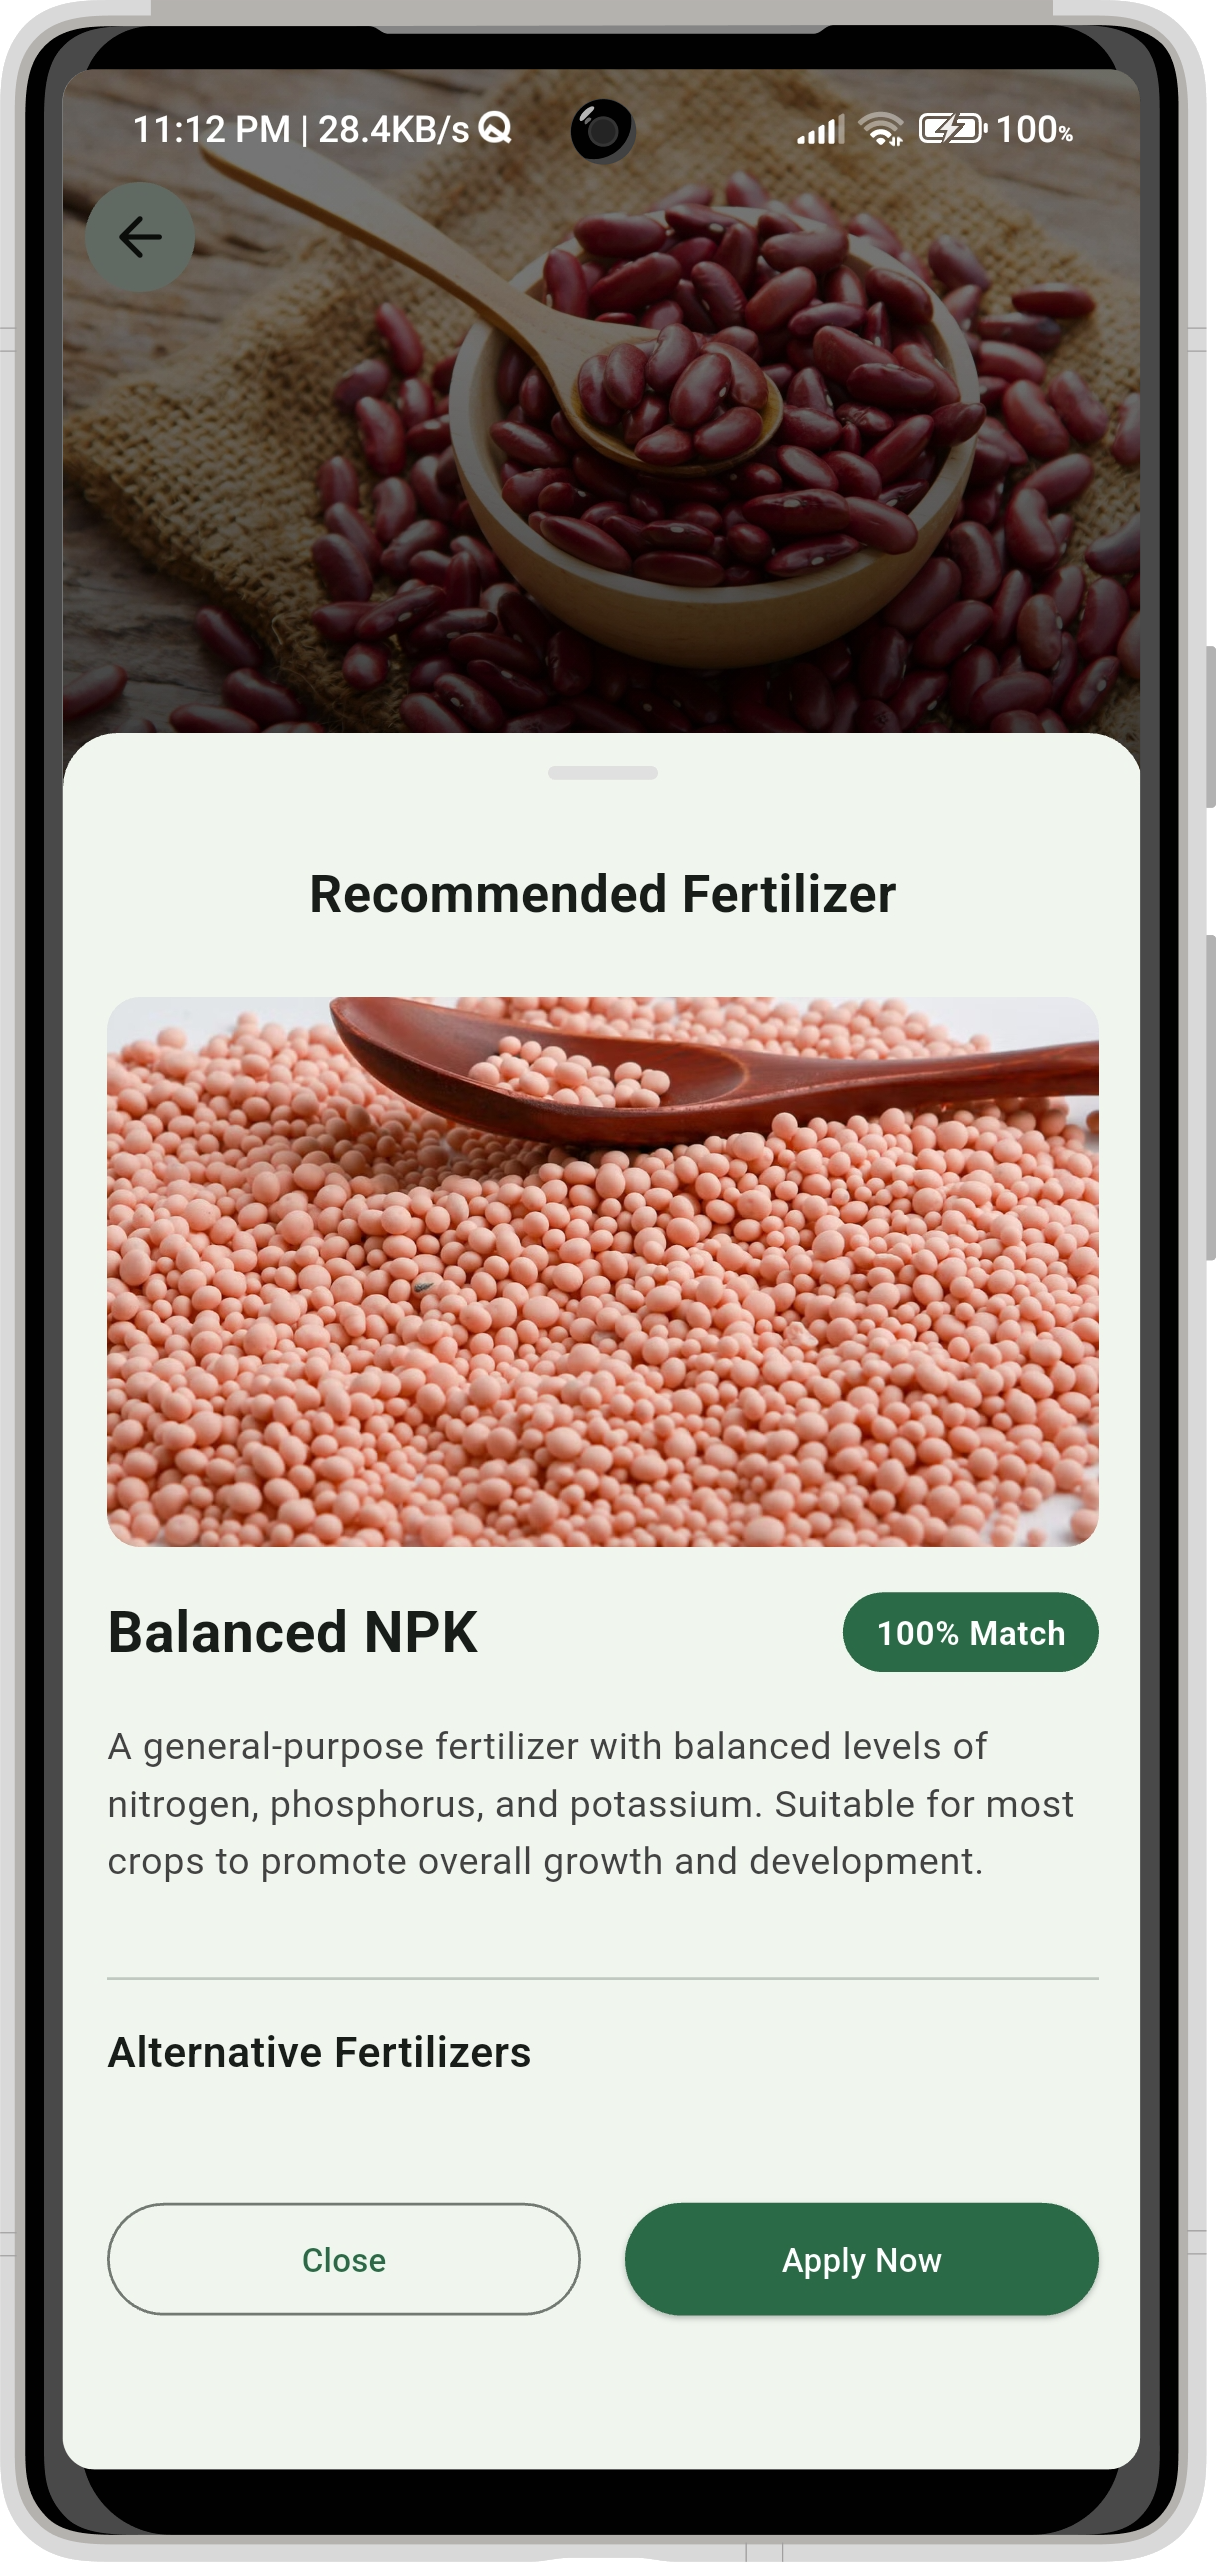 11:12 PM | 28.4KB/s
100%
Recommended Fertilizer
Balanced NPK
100% Match
A general-purpose fertilizer with balanced levels of
nitrogen, phosphorus, and potassium. Suitable for most
crops to promote overall growth and development.
Alternative Fertilizers
Close
Apply Now